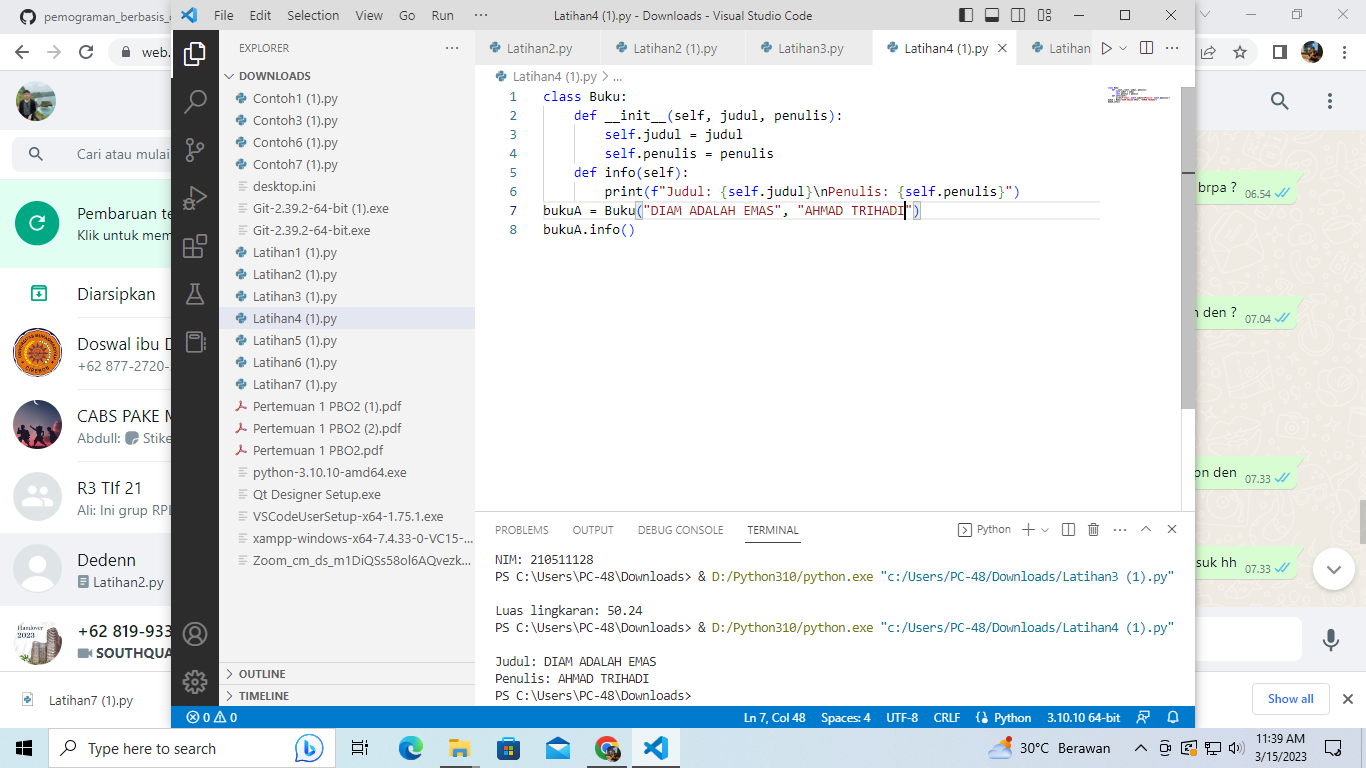 pemograman_berbasis_
File Edit Selection View Go Run ··· Latihan4 (1).py - Downloads - Visual Studio Code
web.
EXPLORER ···
Latihan2.py Latihan2 (1).py Latihan3.py Latihan4 (1).py Latihan
DOWNLOADS
Latihan4 (1).py > ...
Contoh1 (1).py
Contoh3 (1).py
Contoh6 (1).py
Contoh7 (1).py
desktop.ini
Git-2.39.2-64-bit (1).exe
Git-2.39.2-64-bit.exe
Latihan1 (1).py
Latihan2 (1).py
Latihan3 (1).py
Latihan4 (1).py
Latihan5 (1).py
Latihan6 (1).py
Latihan7 (1).py
Pertemuan 1 PBO2 (1).pdf
Pertemuan 1 PBO2 (2).pdf
Pertemuan 1 PBO2.pdf
python-3.10.10-amd64.exe
Qt Designer Setup.exe
VSCodeUserSetup-x64-1.75.1.exe
xampp-windows-x64-7.4.33-0-VC15-...
Zoom_cm_ds_m1DiQSs58ol6AQvezk...
OUTLINE
TIMELINE
1 class Buku:
2 def __init__(self, judul, penulis):
3 self.judul = judul
4 self.penulis = penulis
5 def info(self):
6 print(f"Judul: {self.judul}\nPenulis: {self.penulis}")
7 bukuA = Buku("DIAM ADALAH EMAS", "AHMAD TRIHADI")
8 bukuA.info()
PROBLEMS OUTPUT DEBUG CONSOLE TERMINAL Python
NIM: 210511128
PS C:\Users\PC-48\Downloads> & D:/Python310/python.exe "c:/Users/PC-48/Downloads/Latihan3 (1).py"
Luas lingkaran: 50.24
PS C:\Users\PC-48\Downloads> & D:/Python310/python.exe "c:/Users/PC-48/Downloads/Latihan4 (1).py"
Judul: DIAM ADALAH EMAS
Penulis: AHMAD TRIHADI
PS C:\Users\PC-48\Downloads>
0 0 Ln 7, Col 48 Spaces: 4 UTF-8 CRLF Python 3.10.10 64-bit
Cari atau mulai
Pembaruan te
Klik untuk mem
Diarsipkan
Doswal ibu D
+62 877-2720-
CABS PAKE M
Abdull: Stike
R3 TIf 21
Ali: Ini grup RPL
Dedenn
Latihan2.py
Hanlover
2023
+62 819-933
SOUTHQUA
brpa ? 06.54
n den ? 07.04
on den 07.33
suk hh 07.33
Latihan7 (1).py
Show all
Type here to search
30°C Berawan
11:39 AM
3/15/2023